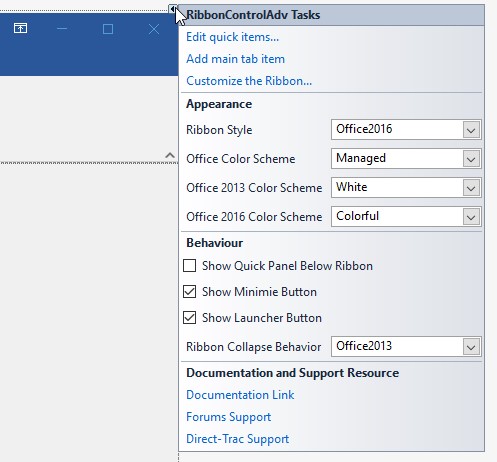 RibbonControlAdv Tasks
Edit quick items...
Add main tab item
Customize the Ribbon...
Appearance
Ribbon Style Office2016
Office Color Scheme Managed
Office 2013 Color Scheme White
Office 2016 Color Scheme Colorful
Behaviour
Show Quick Panel Below Ribbon
Show Minimie Button
Show Launcher Button
Ribbon Collapse Behavior Office2013
Documentation and Support Resource
Documentation Link
Forums Support
Direct-Trac Support